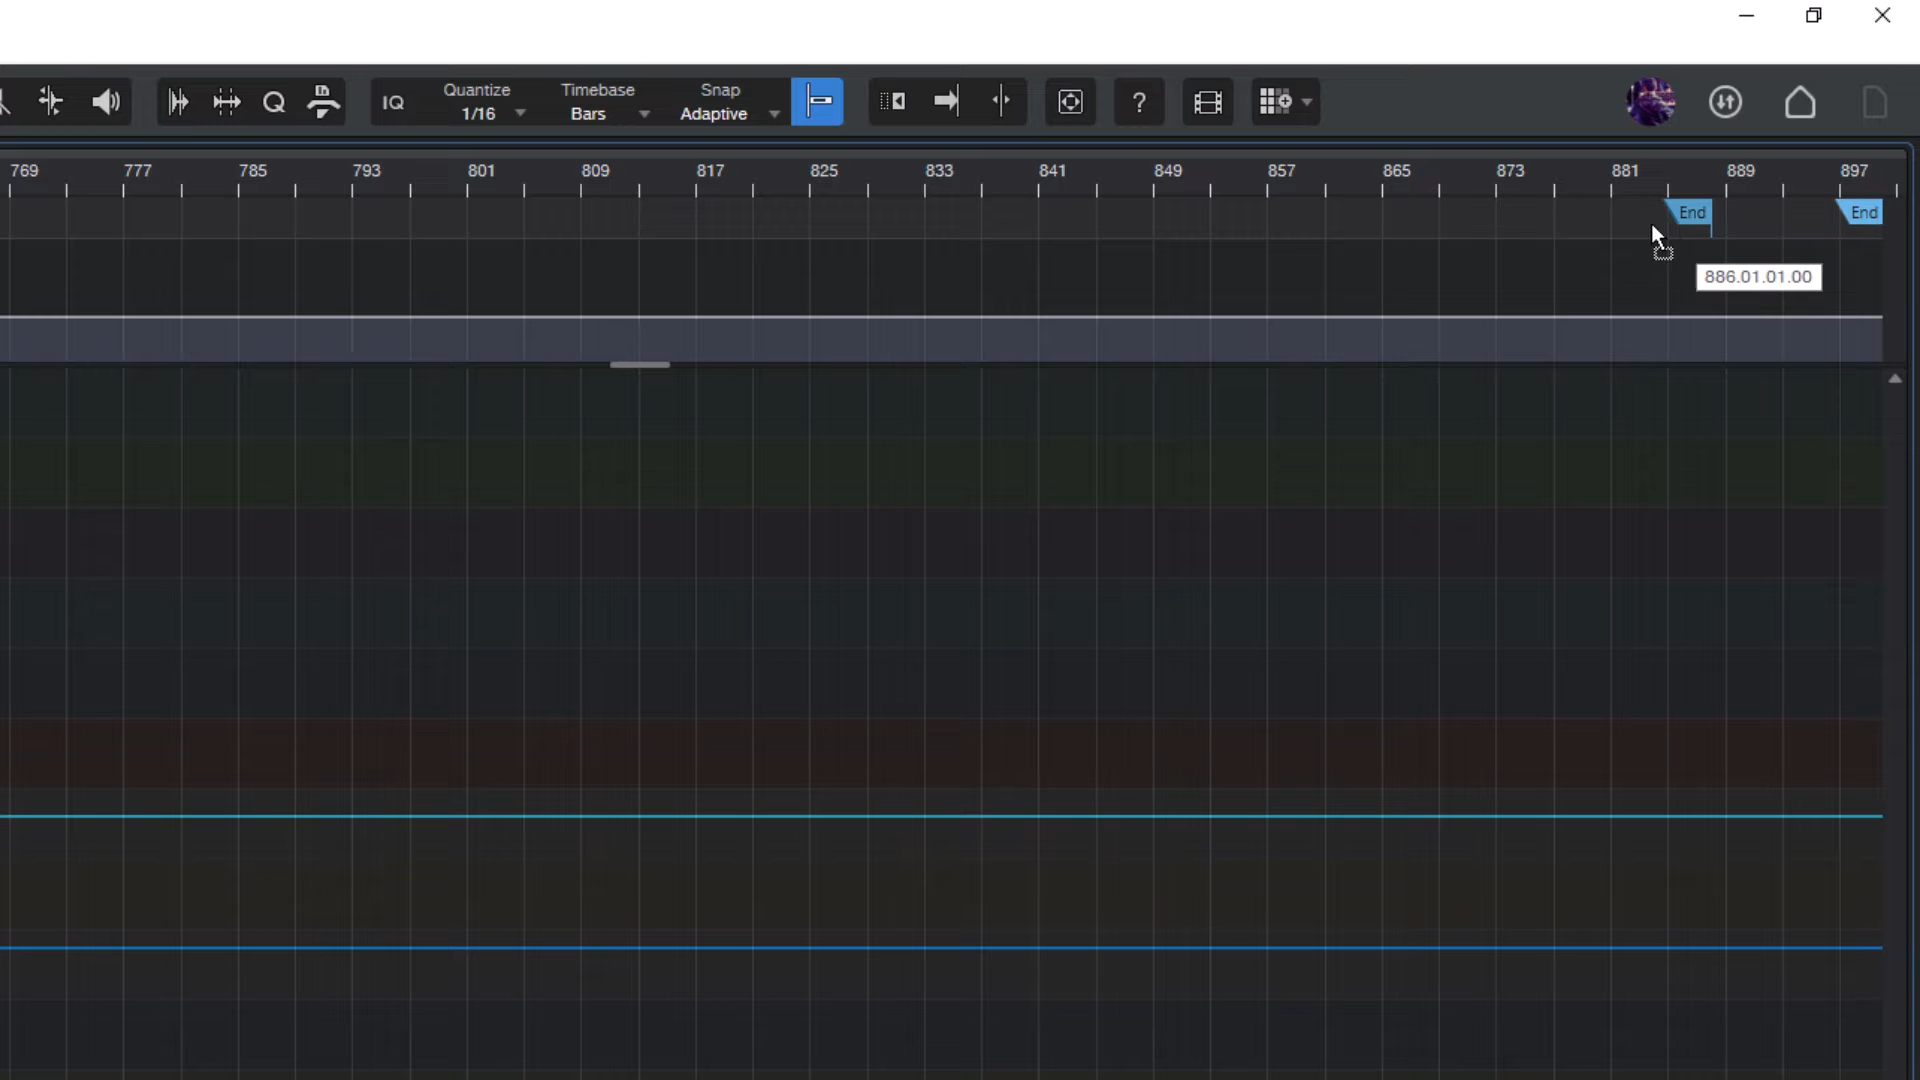 IQ
Quantize
1/16
Timebase
Bars
Snap
Adaptive
?
769 777 785 793 801 809 817 825 833 841 849 857 865 873 881 889 897
End End
886.01.01.00